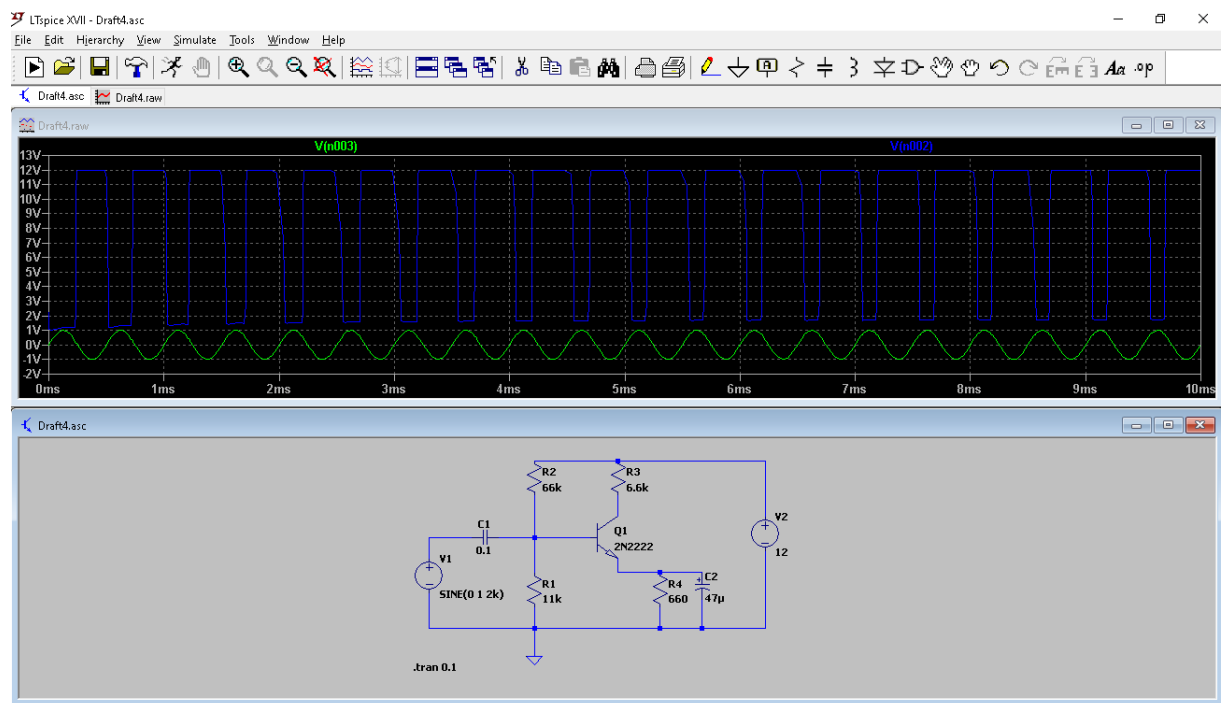 LTspice XVII - Draft4.asc
File Edit Hierarchy View Simulate Tools Window Help
Draft4.asc Draft4.raw
Draft4.raw
V(n003) V(n002)
13V
12V
11V
10V
9V
8V
7V
6V
5V
4V
3V
2V
1V
0V
-1V
-2V
0ms 1ms 2ms 3ms 4ms 5ms 6ms 7ms 8ms 9ms 10ms
Draft4.asc
R2
66k
R3
6.6k
V2
12
C1
0.1
Q1
2N2222
V1
SINE(0 1 2k)
R1
11k
R4
660
C2
47µ
.tran 0.1